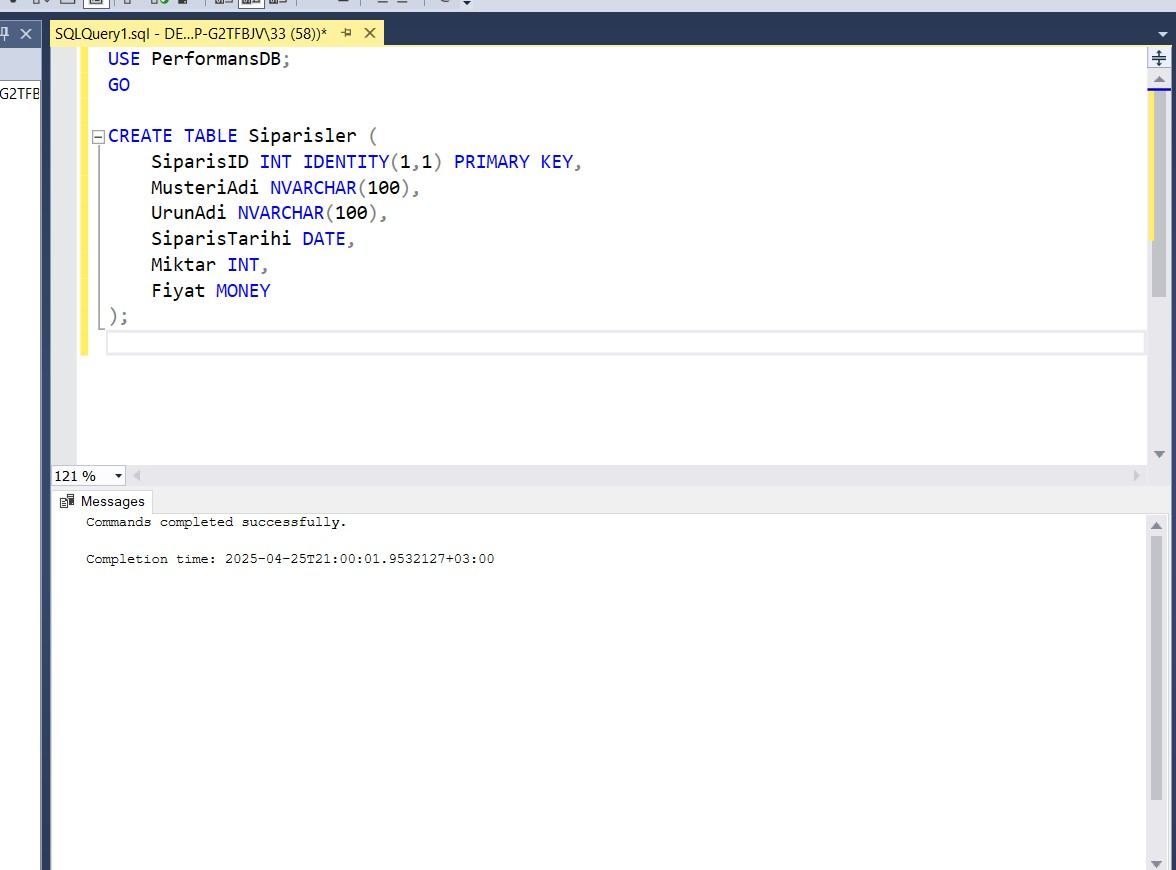 SQLQuery1.sql - DE...P-G2TFBJV\33 (58))*
G2TFB
USE PerformansDB;
GO
CREATE TABLE Siparisler (
SiparisID INT IDENTITY(1,1) PRIMARY KEY,
MusteriAdi NVARCHAR(100),
UrunAdi NVARCHAR(100),
SiparisTarihi DATE,
Miktar INT,
Fiyat MONEY
);
121 %
Messages
Commands completed successfully.
Completion time: 2025-04-25T21:00:01.9532127+03:00